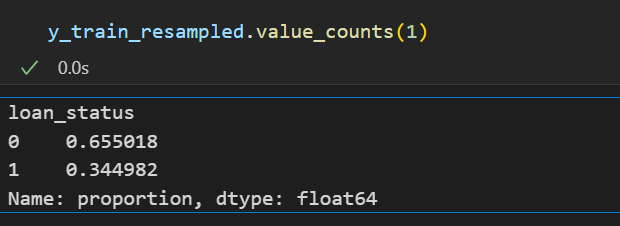 y_train_resampled.value_counts(1)
0.0s
loan_status
0    0.655018
1    0.344982
Name: proportion, dtype: float64